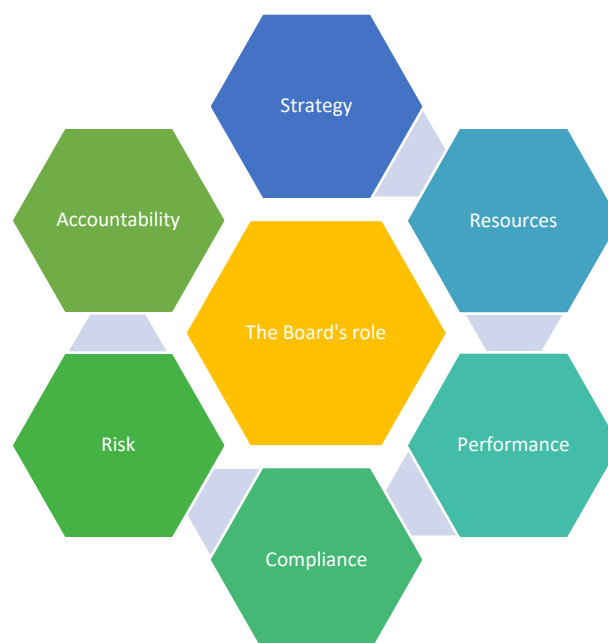 Strategy
Accountability
Resources
The Board's role
Risk
Performance
Compliance